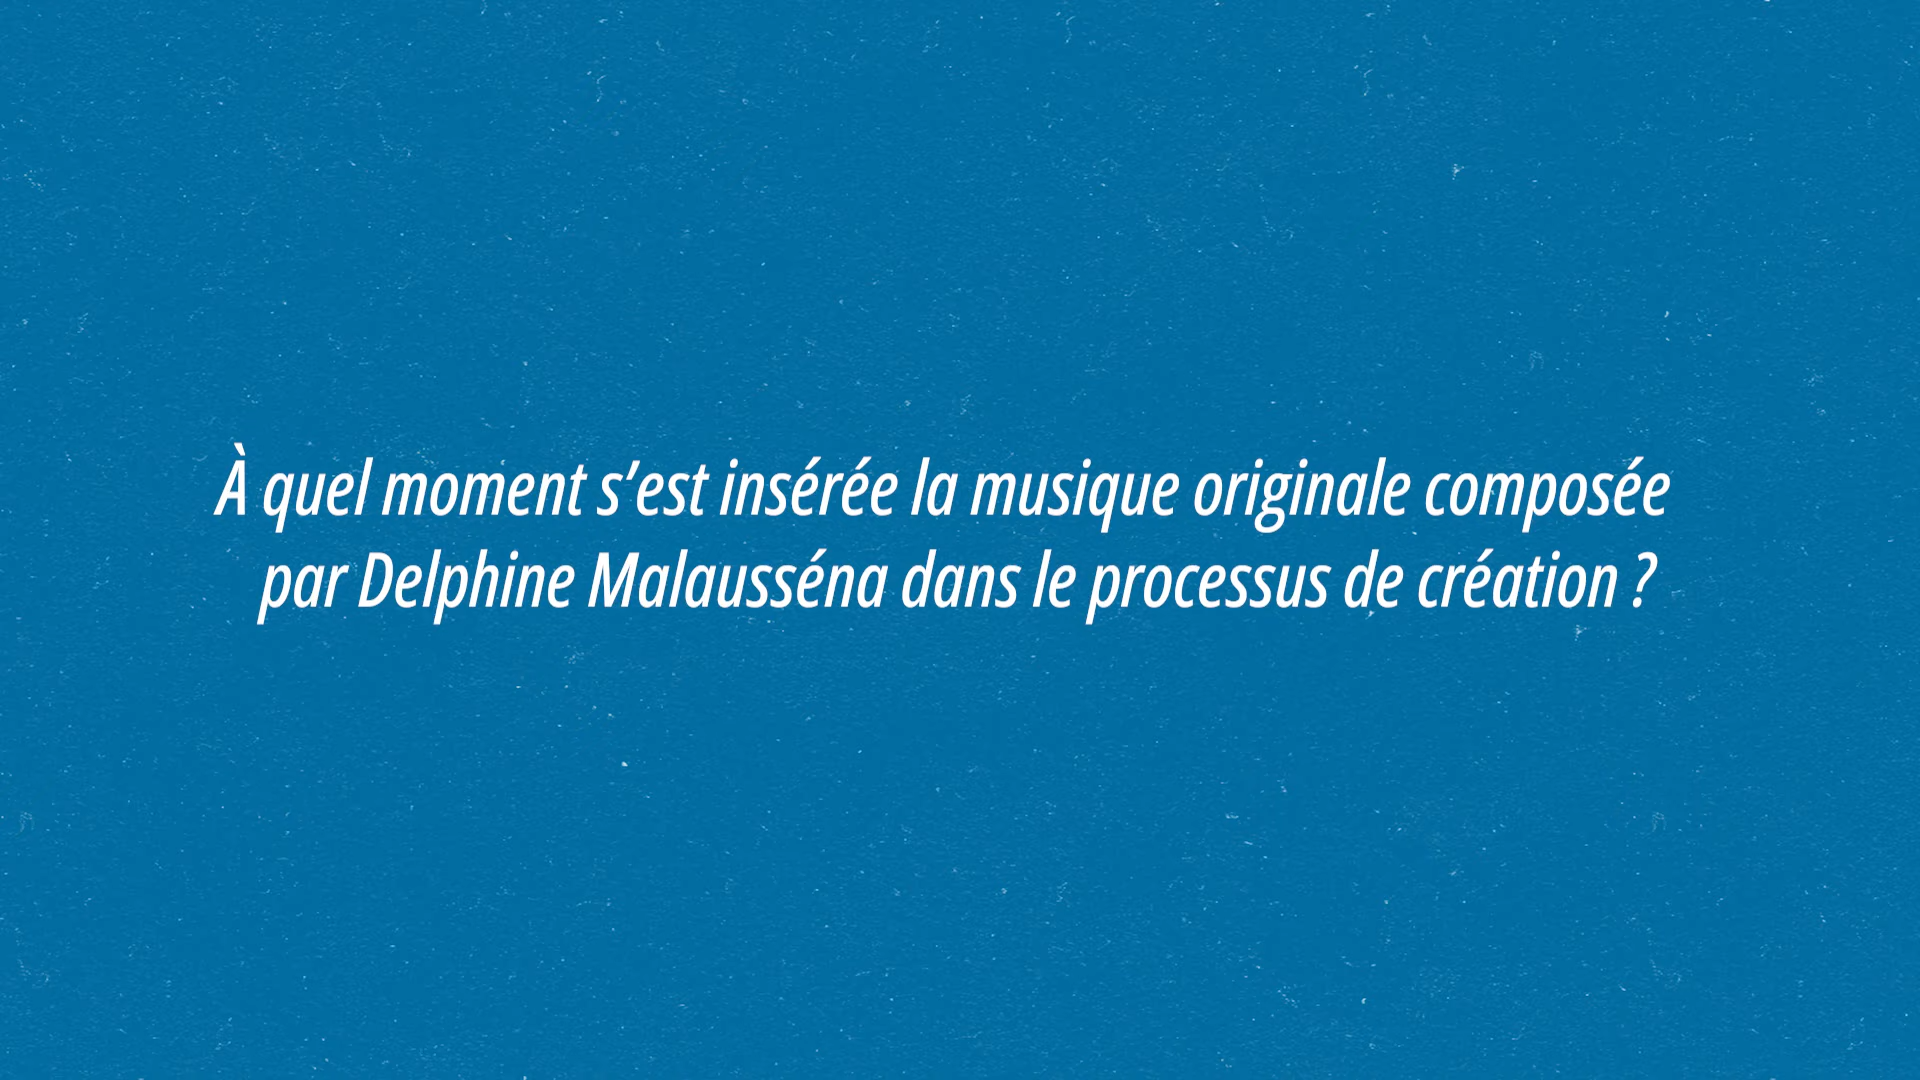 À quel moment s’est insérée la musique originale composée
par Delphine Malausséna dans le processus de création ?